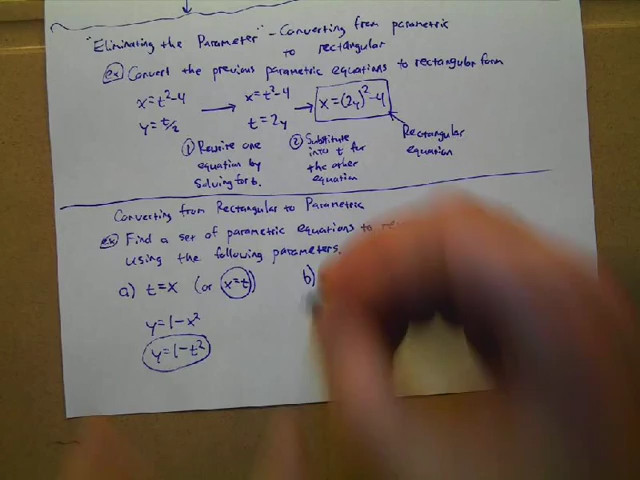 "Eliminating the Parameter" - Converting from parametric
to rectangular
ex Convert the previous parametric equations to rectangular form
x=t²-4 → x=t²-4 → x=(2y)²-4
y=t/2 t=2y
Rectangular
equation
① Rewrite one
equation by
solving for t.
② Substitute
into t for
the other
equation
Converting from Rectangular to Parametric
ex Find a set of parametric equations to
using the following parameters.
a) t=x (or x=t) b)
y=1-x²
y=1-t²